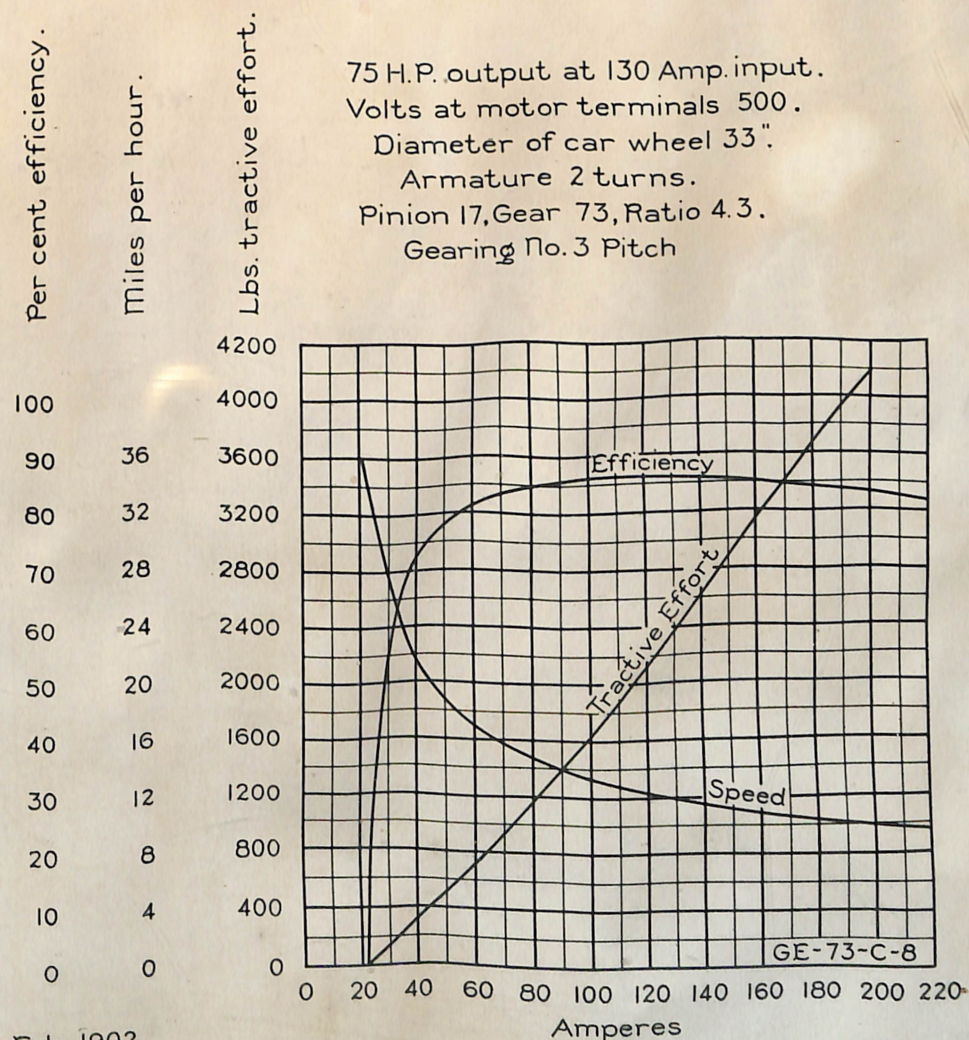 Per cent efficiency.
Miles per hour.
Lbs. tractive effort.
75 H.P. output at 130 Amp. input.
Volts at motor terminals 500.
Diameter of car wheel 33".
Armature 2 turns.
Pinion 17, Gear 73, Ratio 4.3.
Gearing No. 3 Pitch
4200
100 4000
90 36 3600
80 32 3200
70 28 2800
60 24 2400
50 20 2000
40 16 1600
30 12 1200
20 8 800
10 4 400
0 0 0
Efficiency
Tractive Effort
Speed
GE-73-C-8
0 20 40 60 80 100 120 140 160 180 200 220
Amperes
1902